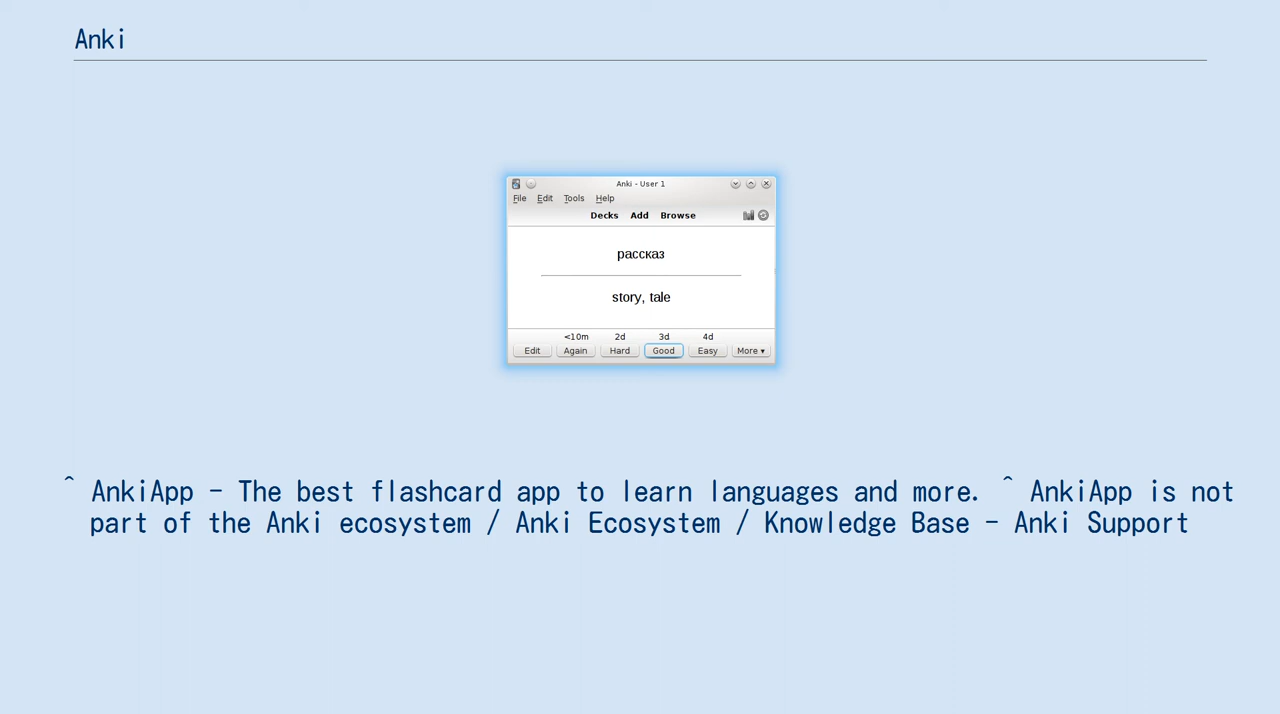 Anki
Anki - User 1
File Edit Tools Help
Decks Add Browse
рассказ
story, tale
<10m 2d 3d 4d
Edit Again Hard Good Easy More ▾
^ AnkiApp - The best flashcard app to learn languages and more. ^ AnkiApp is not
part of the Anki ecosystem / Anki Ecosystem / Knowledge Base - Anki Support